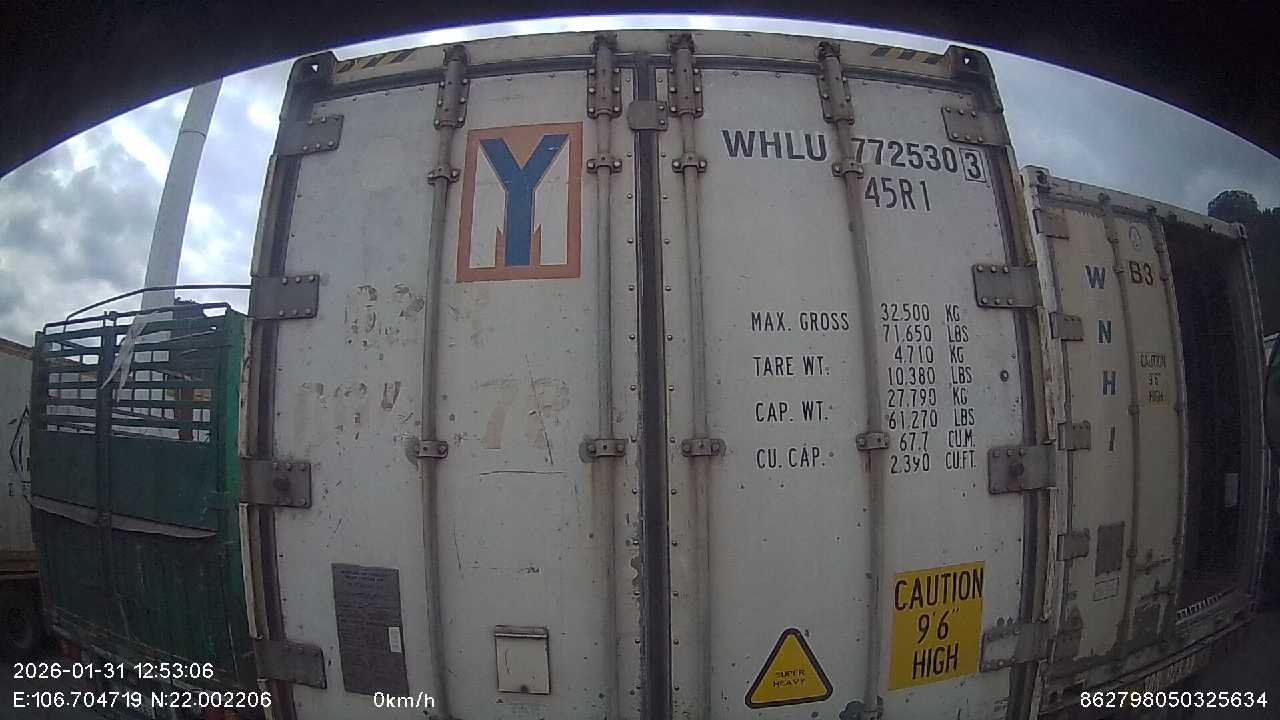 WHLU 772530 3
45R1
MAX. GROSS 32.500 KG
71.650 LBS
TARE WT. 4.710 KG
10.380 LBS
CAP. WT. 27.790 KG
61.270 LBS
CU. CAP. 67.7 CU.M.
2.390 CU.FT.
CAUTION
9'6"
HIGH
SUPER
HEAVY
W
N
H
I
B3
CAUTION
9'6"
HIGH
2026-01-31 12:53:06
E:106.704719 N:22.002206 0km/h 862798050325634